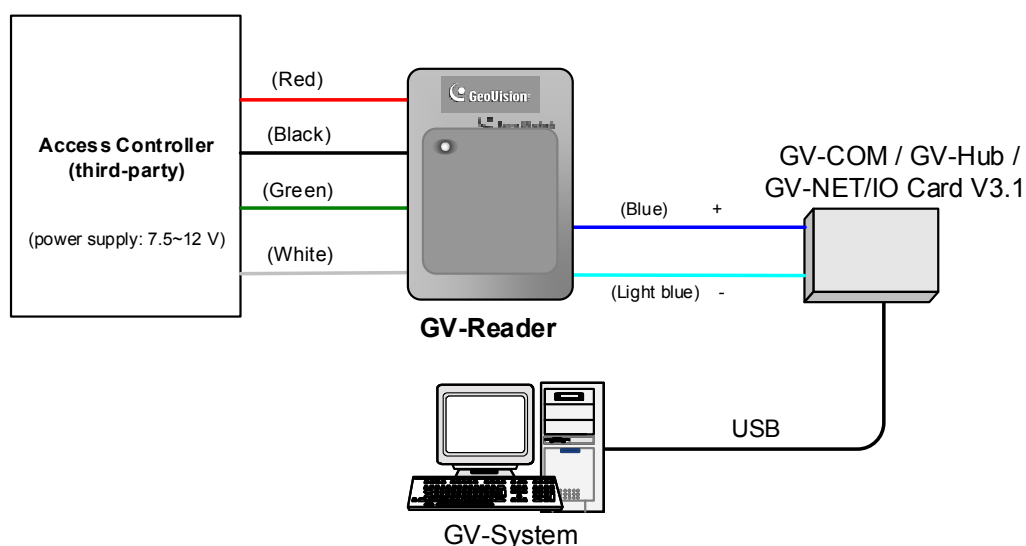 (Red)
(Black)
(Green)
(White)
Access Controller
(third-party)
(power supply: 7.5~12 V)
GeoVision
GV-Reader
(Blue) +
(Light blue) -
GV-COM / GV-Hub /
GV-NET/IO Card V3.1
USB
GV-System